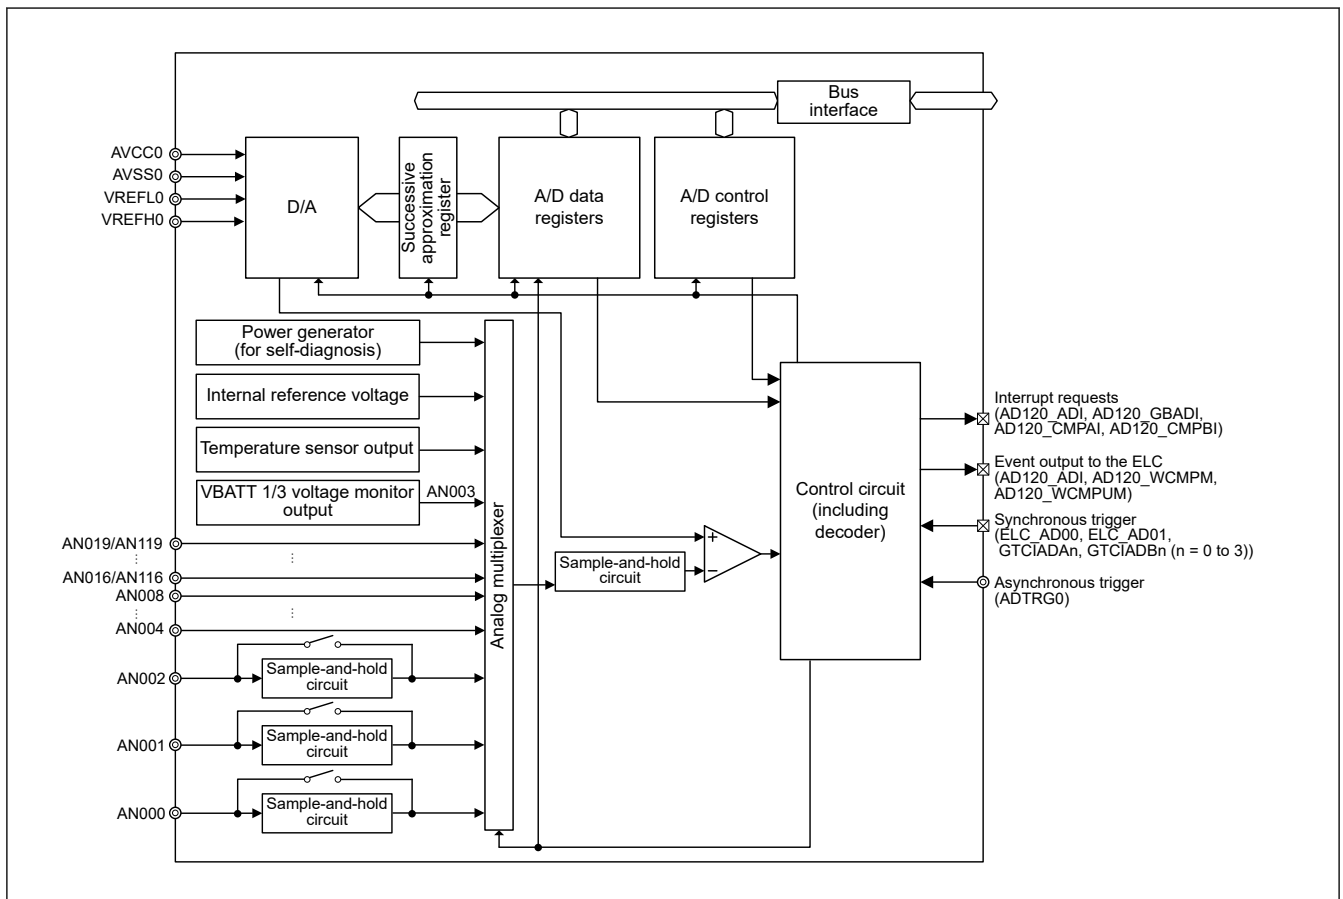 Bus
interface
AVCC0
AVSS0
VREFL0
VREFH0
D/A
Successive
approximation
register
A/D data
registers
A/D control
registers
Power generator
(for self-diagnosis)
Internal reference voltage
Temperature sensor output
VBATT 1/3 voltage monitor
output
AN003
AN019/AN119
AN016/AN116
AN008
AN004
AN002
Sample-and-hold
circuit
AN001
Sample-and-hold
circuit
AN000
Sample-and-hold
circuit
Analog multiplexer
Sample-and-hold
circuit
+
−
Control circuit
(including
decoder)
Interrupt requests
(AD120_ADI, AD120_GBADI,
AD120_CMPAI, AD120_CMPBI)
Event output to the ELC
(AD120_ADI, AD120_WCMPM,
AD120_WCMPUM)
Synchronous trigger
(ELC_AD00, ELC_AD01,
GTCIADAn, GTCIADBn (n = 0 to 3))
Asynchronous trigger
(ADTRG0)